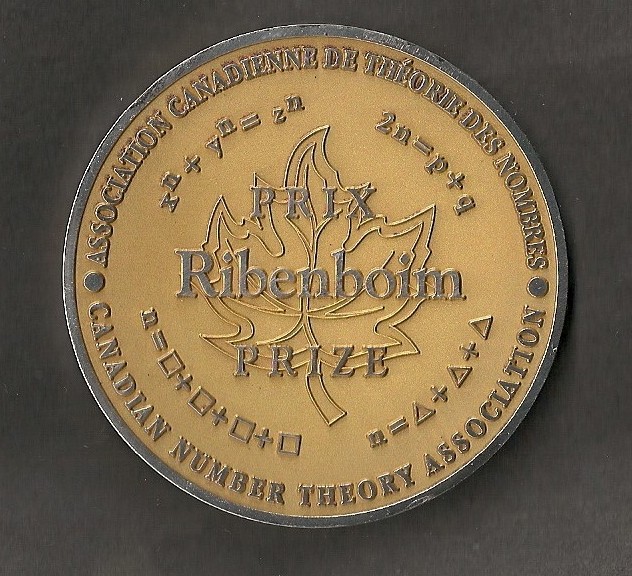 ASSOCIATION CANADIENNE DE THÉORIE DES NOMBRES
xⁿ + yⁿ = zⁿ
2n = p + q
PRIX
Ribenboim
PRIZE
n = □ + □ + □ + □
n = △ + △ + △
CANADIAN NUMBER THEORY ASSOCIATION